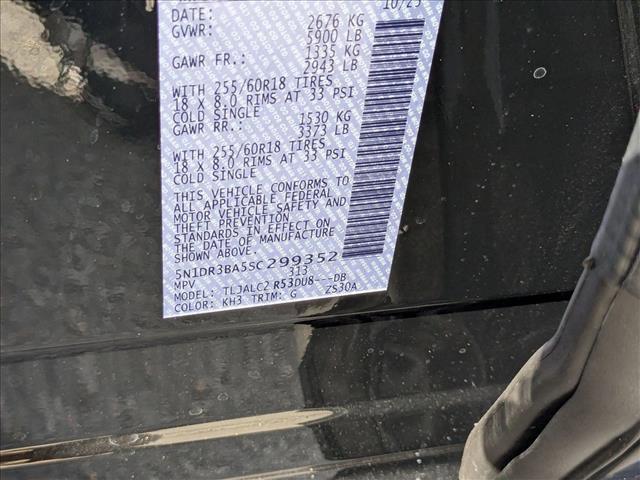 DATE: 10/25
GVWR: 2676 KG
5900 LB
GAWR FR.: 1335 KG
2943 LB
WITH 255/60R18 TIRES
18 X 8.0 RIMS AT 33 PSI
COLD SINGLE
GAWR RR.: 1530 KG
3373 LB
WITH 255/60R18 TIRES
18 X 8.0 RIMS AT 33 PSI
COLD SINGLE
THIS VEHICLE CONFORMS TO
ALL APPLICABLE FEDERAL
MOTOR VEHICLE SAFETY AND
THEFT PREVENTION
STANDARDS IN EFFECT ON
THE DATE OF MANUFACTURE
SHOWN ABOVE.
5N1DR3BA5SC299352
MPV 313
MODEL: TLJALC2 R53DU8---DB
COLOR: KH3 TRIM: G ZS30A